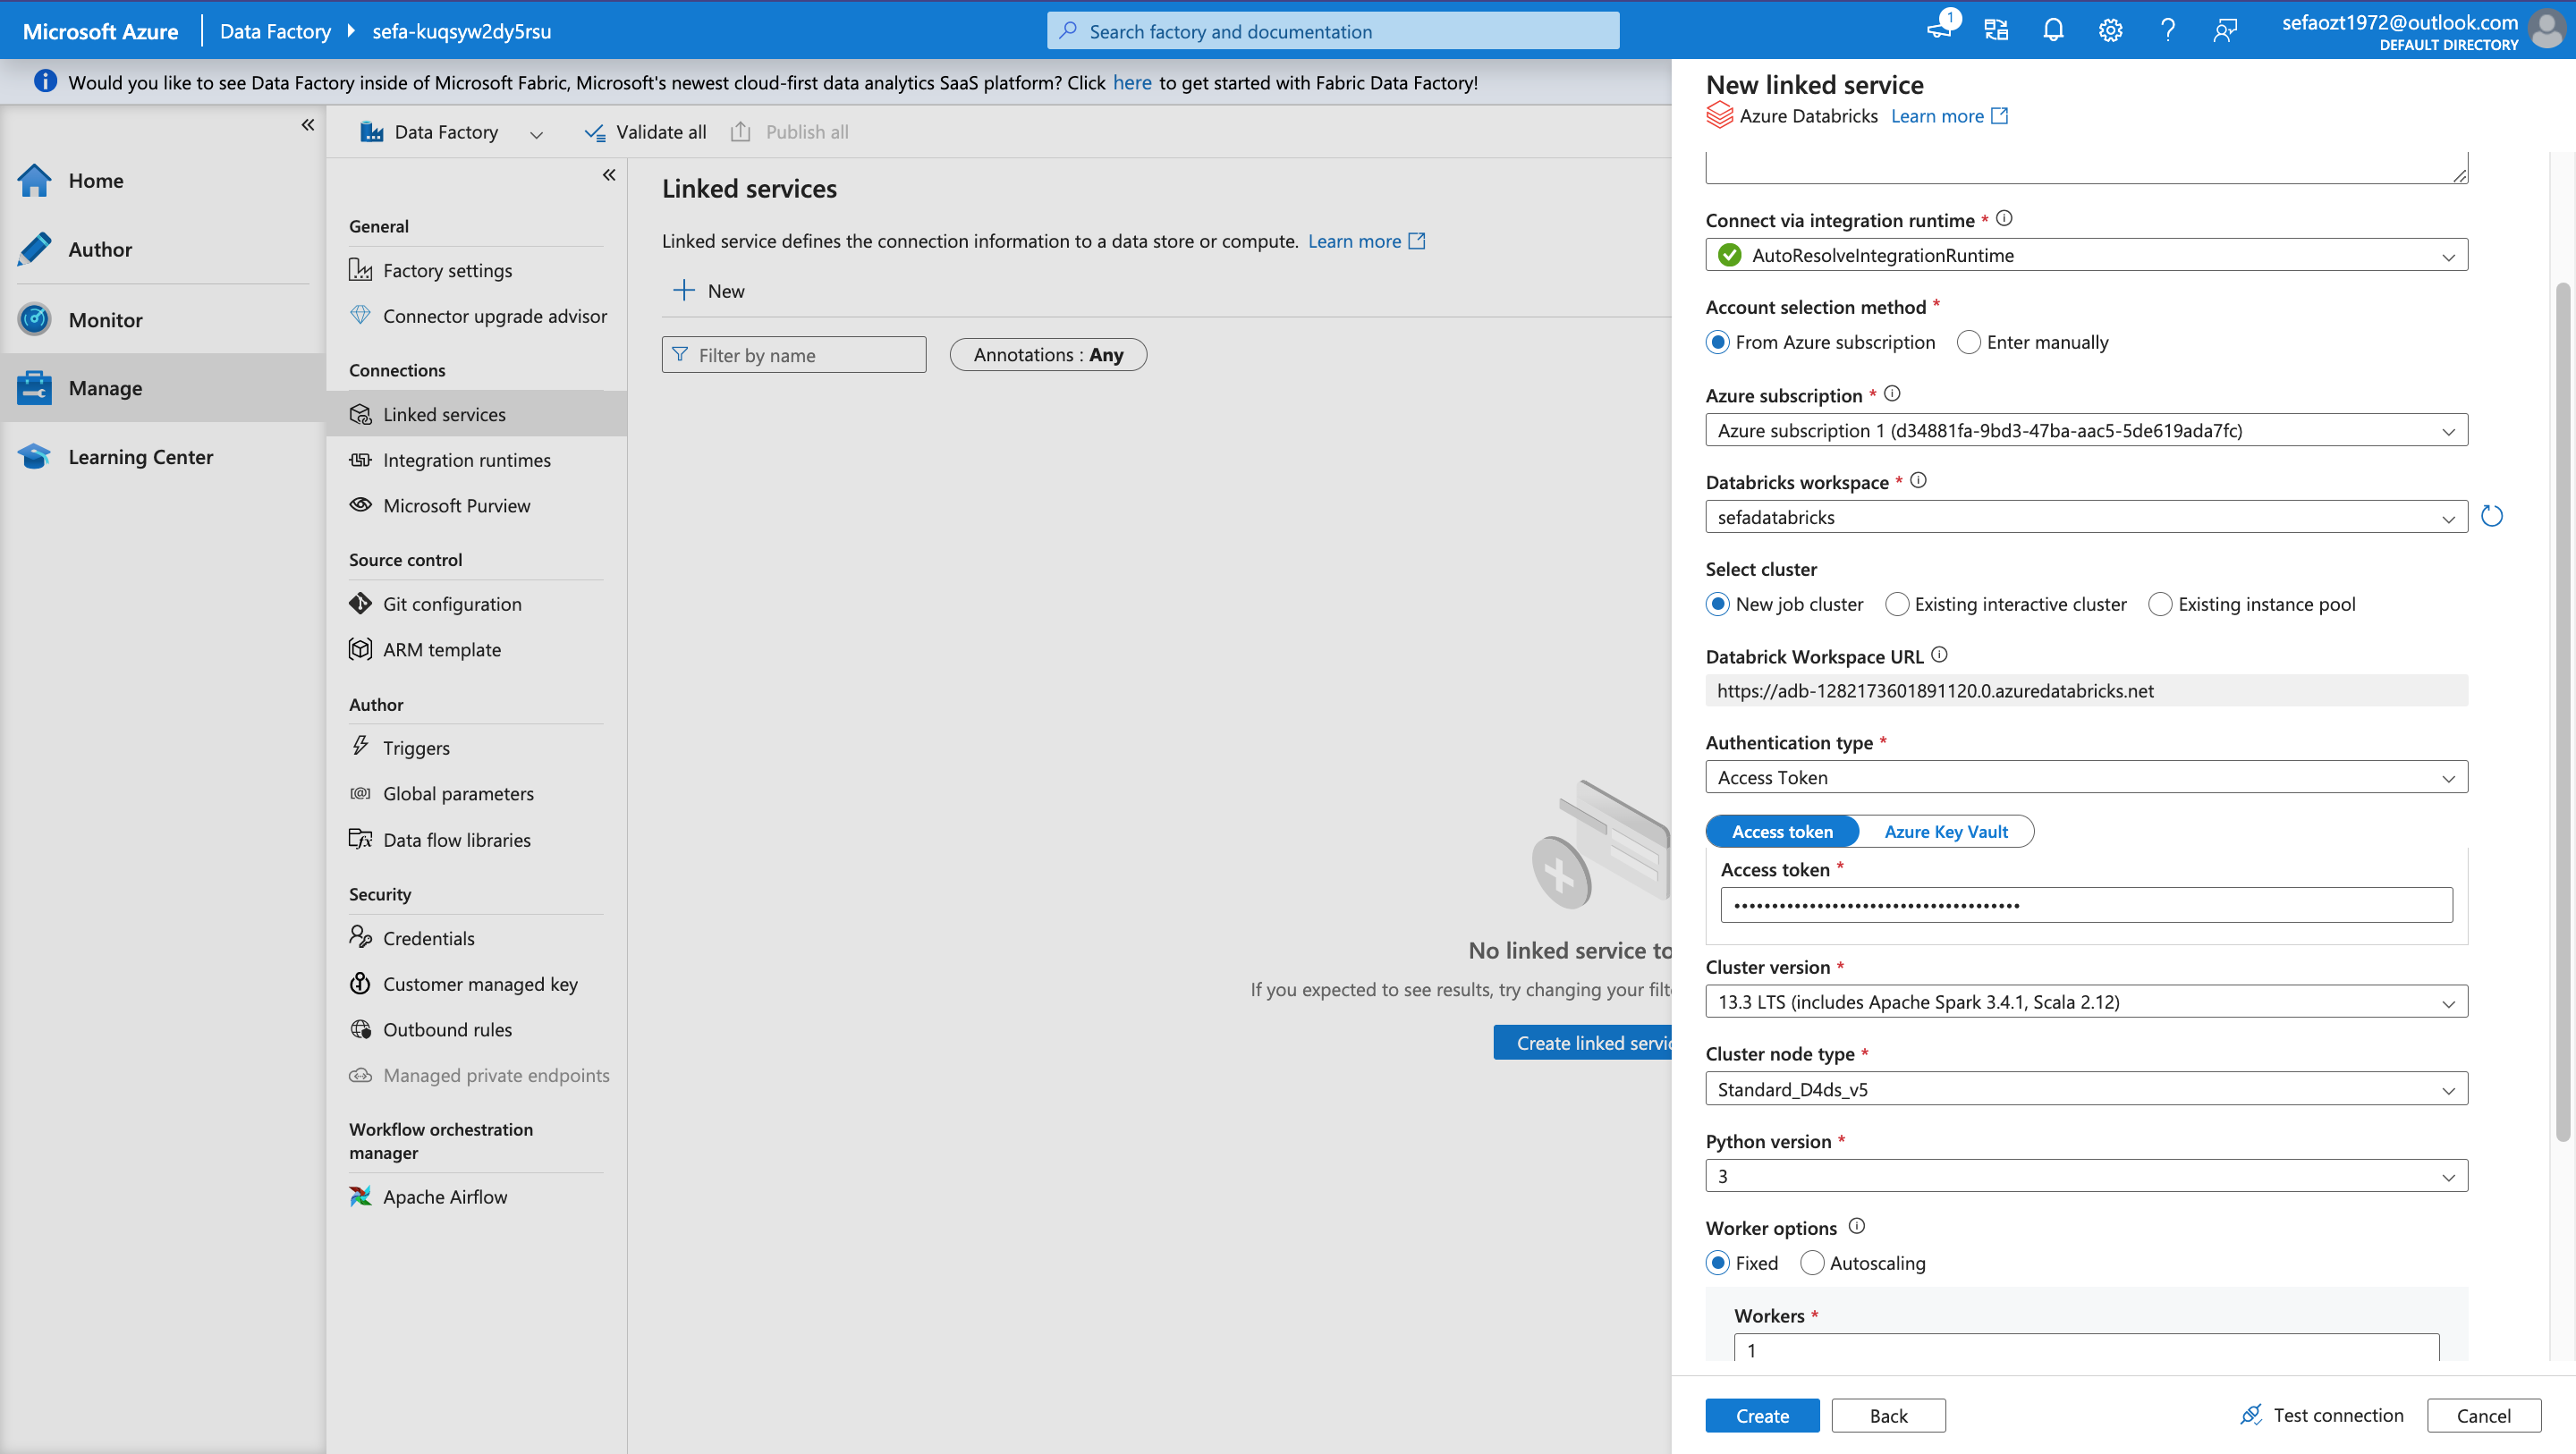 Microsoft Azure
Data Factory
sefa-kuqsyw2dy5rsu
Search factory and documentation
1
sefaozt1972@outlook.com
DEFAULT DIRECTORY
Would you like to see Data Factory inside of Microsoft Fabric, Microsoft's newest cloud-first data analytics SaaS platform? Click here to get started with Fabric Data Factory!
Home
Author
Monitor
Manage
Learning Center
Data Factory
Validate all
Publish all
General
Factory settings
Connector upgrade advisor
Connections
Linked services
Integration runtimes
Microsoft Purview
Source control
Git configuration
ARM template
Author
Triggers
Global parameters
Data flow libraries
Security
Credentials
Customer managed key
Outbound rules
Managed private endpoints
Workflow orchestration
manager
Apache Airflow
Linked services
Linked service defines the connection information to a data store or compute. Learn more
New
Filter by name
Annotations : Any
No linked service to
If you expected to see results, try changing your filt
Create linked servic
New linked service
Azure Databricks Learn more
Connect via integration runtime *
AutoResolveIntegrationRuntime
Account selection method *
From Azure subscription Enter manually
Azure subscription *
Azure subscription 1 (d34881fa-9bd3-47ba-aac5-5de619ada7fc)
Databricks workspace *
sefadatabricks
Select cluster
New job cluster Existing interactive cluster Existing instance pool
Databrick Workspace URL
https://adb-1282173601891120.0.azuredatabricks.net
Authentication type *
Access Token
Access token Azure Key Vault
Access token *
••••••••••••••••••••••••••••••••••••••
Cluster version *
13.3 LTS (includes Apache Spark 3.4.1, Scala 2.12)
Cluster node type *
Standard_D4ds_v5
Python version *
3
Worker options
Fixed Autoscaling
Workers *
1
Create
Back
Test connection
Cancel